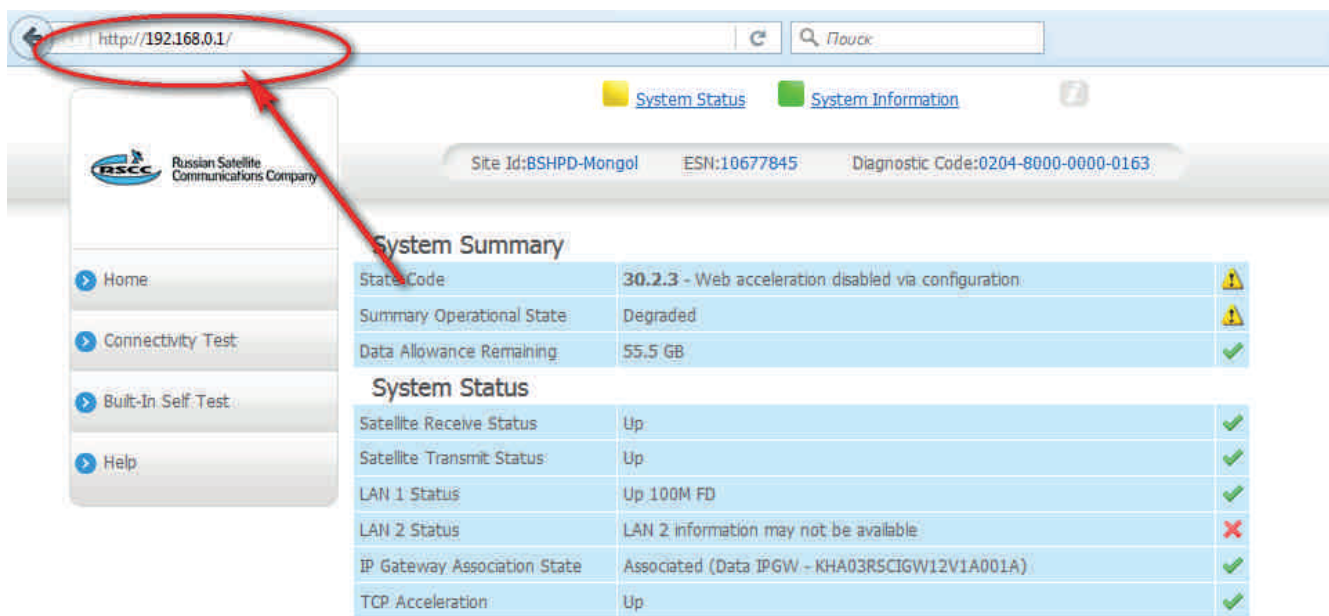 http://192.168.0.1/
Поиск
System Status System Information
RSCC Russian Satellite
Communications Company
Site Id:BSHPD-Mongol ESN:10677845 Diagnostic Code:0204-8000-0000-0163
Home
Connectivity Test
Built-In Self Test
Help
System Summary
State Code 30.2.3 - Web acceleration disabled via configuration
Summary Operational State Degraded
Data Allowance Remaining 55.5 GB
System Status
Satellite Receive Status Up
Satellite Transmit Status Up
LAN 1 Status Up 100M FD
LAN 2 Status LAN 2 information may not be available
IP Gateway Association State Associated (Data IPGW - KHA03RSCIGW12V1A001A)
TCP Acceleration Up